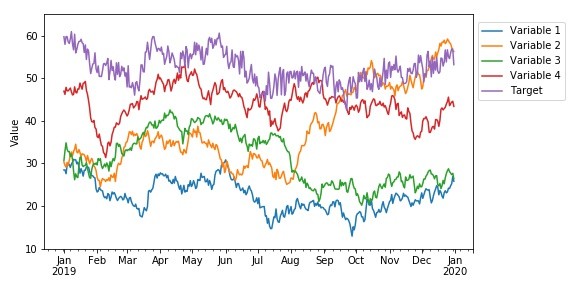 Value
60
50
40
30
20
10
Jan
2019
Feb
Mar
Apr
May
Jun
Jul
Aug
Sep
Oct
Nov
Dec
Jan
2020
Variable 1
Variable 2
Variable 3
Variable 4
Target